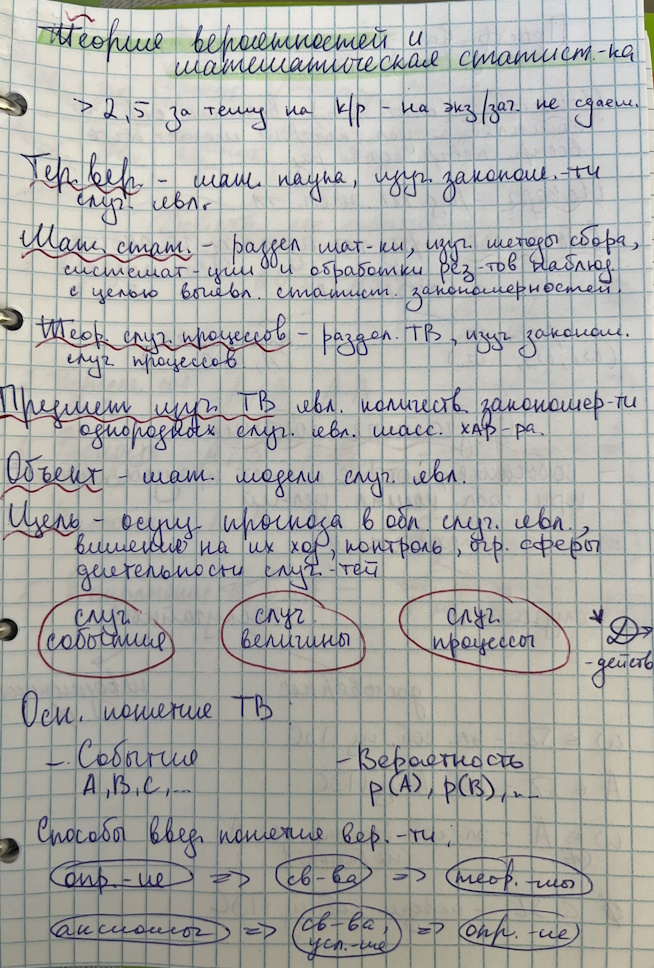 Теория вероятностей и
математическая статист.-ка
> 2,5 за тему на к/р - на экз/зач. не сдаем.
Тер. вер. - мат. наука, изуч. закономе.-ти
случ. явл.
Мат. стат. - раздел мат-ки, изуч. методы сбора,
системат-ции и обработки рез-тов наблюд.
с целью выявл. статист. закономерностей.
Теор. случ. процессов - раздел. ТВ, изуч законом.
случ процессов.
Предмет изуч. ТВ явл. количеств. закономер-ти
однородных случ. явл. масс. хар-ра.
Объект - мат. модели случ. явл.
Цель - осущ. прогноза в обл. случ. явл.,
влияние на их ход, контроль, огр. сферы
деятельности случ.-тей
случ. события
случ. величины
случ. процессы
Д
- действ
Осн. понятие ТВ:
- Событие
А, В, С, ...
- Вероятность
р(А), р(В), ...
Способы введ. понятие вер.-ти:
опр.-ие => св-ва => теор.-мы
аксиомы => св-ва, усл.-ие => опр.-ие